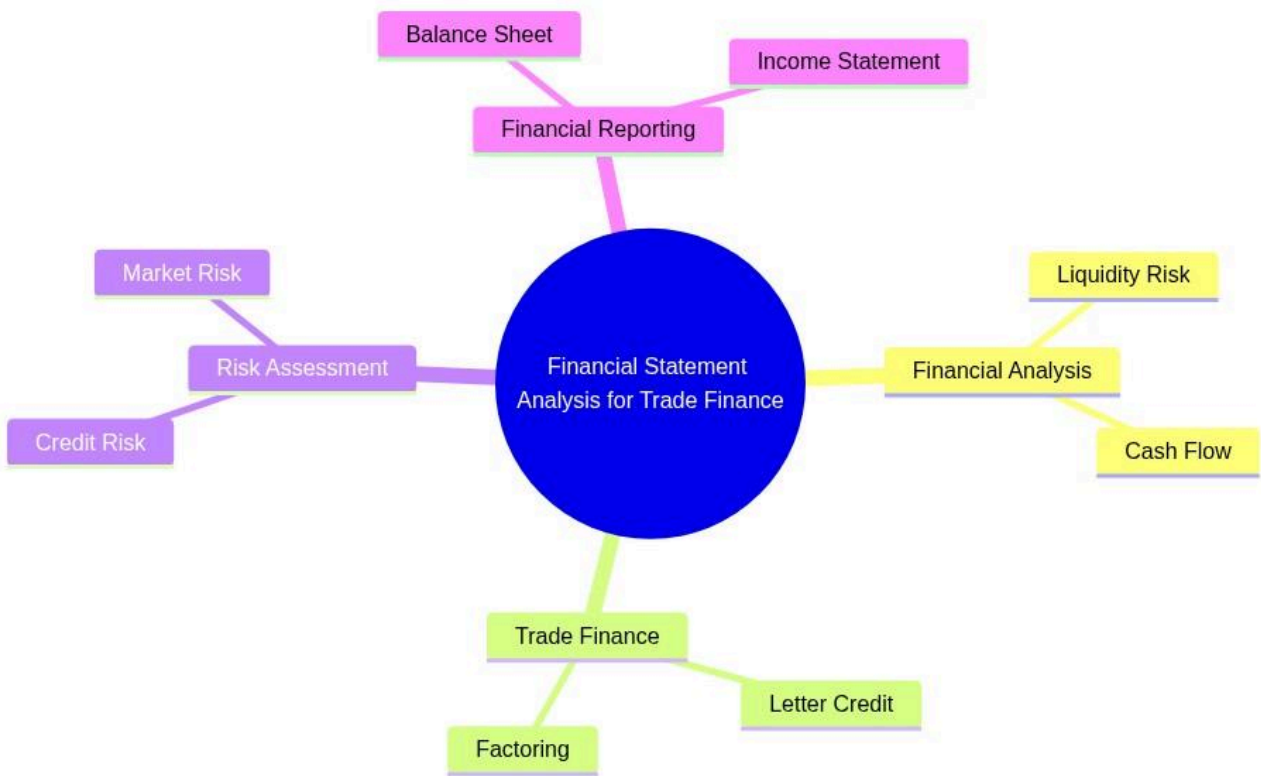 Balance Sheet
Income Statement
Financial Reporting
Market Risk
Liquidity Risk
Risk Assessment
Financial Statement
Analysis for Trade Finance
Financial Analysis
Credit Risk
Cash Flow
Trade Finance
Letter Credit
Factoring